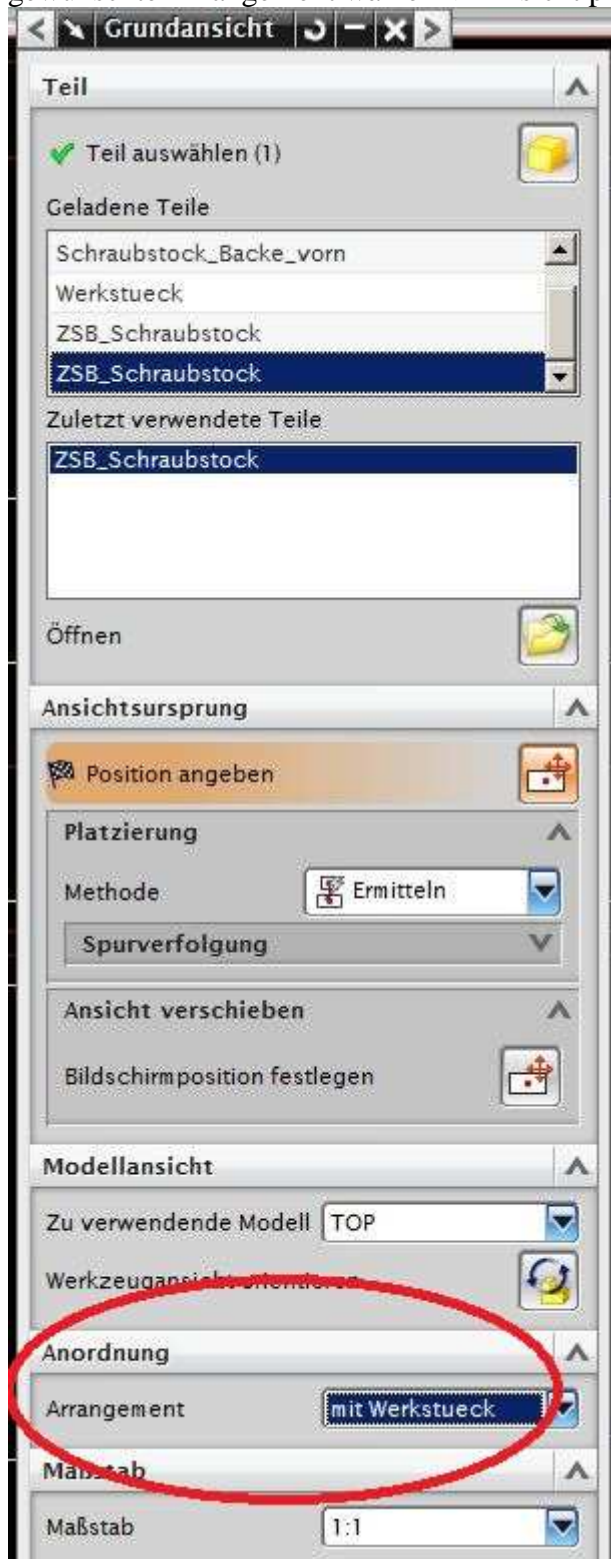 Grundansicht
Teil
Teil auswählen (1)
Geladene Teile
Schraubstock_Backe_vorn
Werkstueck
ZSB_Schraubstock
ZSB_Schraubstock
Zuletzt verwendete Teile
ZSB_Schraubstock
Öffnen
Ansichtsursprung
Position angeben
Platzierung
Methode Ermitteln
Spurverfolgung
Ansicht verschieben
Bildschirmposition festlegen
Modellansicht
Zu verwendende Modell TOP
Werkzeugansicht orientieren
Anordnung
Arrangement mit Werkstueck
Maßstab
Maßstab 1:1